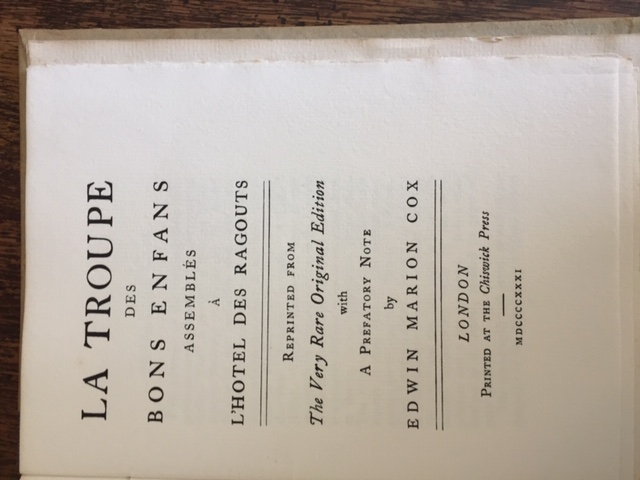 LA TROUPE
DES
BONS ENFANS
ASSEMBLÉS
À
L'HOTEL DES RAGOUTS
REPRINTED FROM
The Very Rare Original Edition
with
A PREFATORY NOTE
by
EDWIN MARION COX
LONDON
PRINTED AT THE Chiswick Press
MDCCCCXXXI